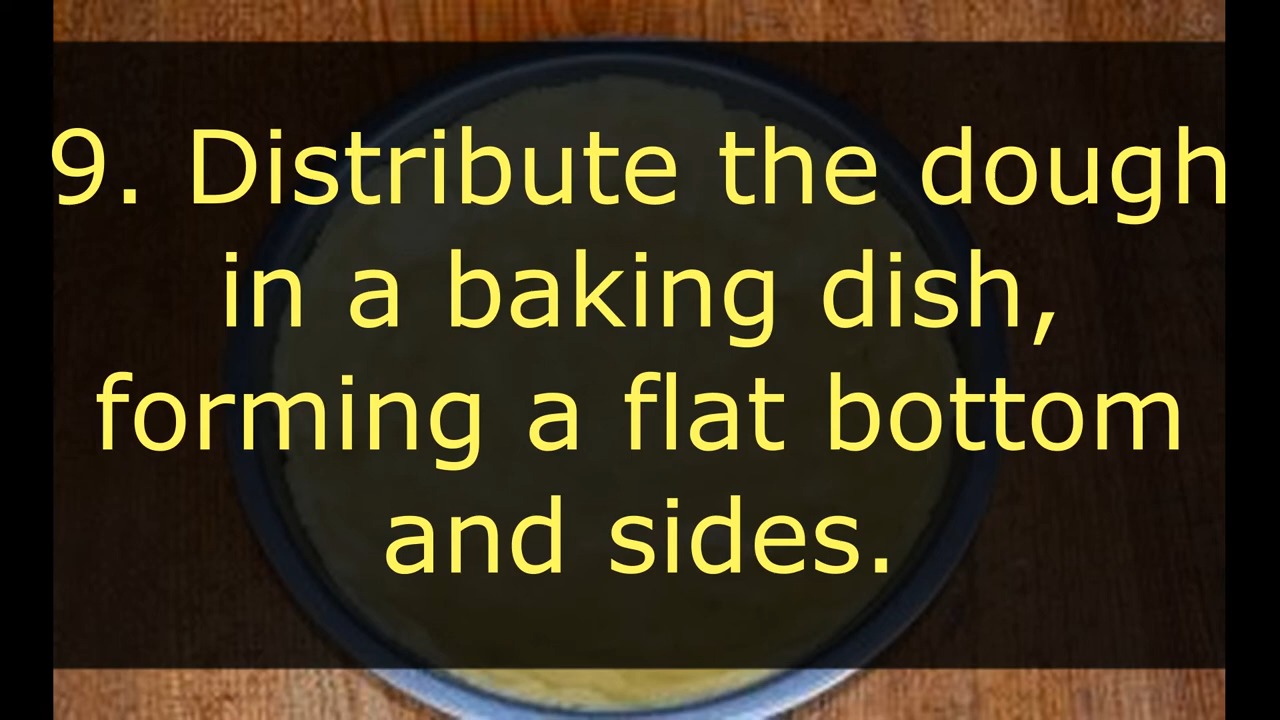 9. Distribute the dough
in a baking dish,
forming a flat bottom
and sides.